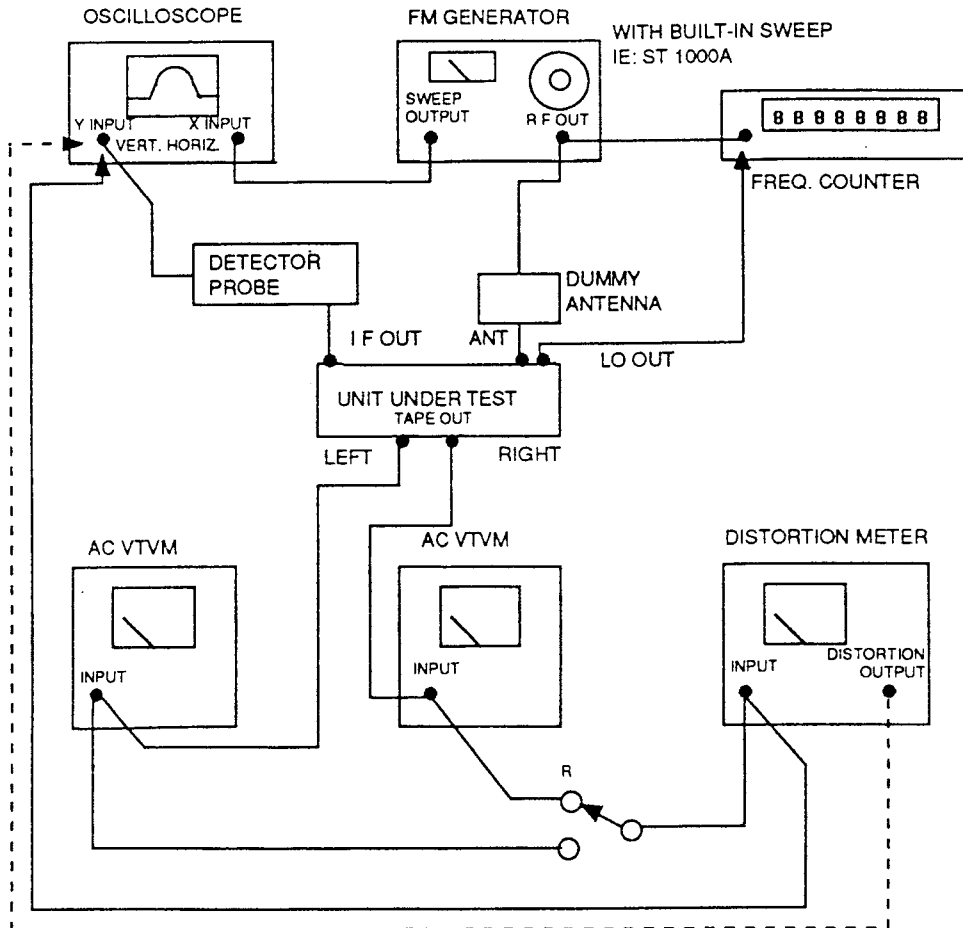 OSCILLOSCOPE
FM GENERATOR
WITH BUILT-IN SWEEP
IE: ST 1000A
Y INPUT
X INPUT
VERT. HORIZ.
SWEEP
OUTPUT
R F OUT
8 8 8 8 8 8 8 8
FREQ. COUNTER
DETECTOR
PROBE
DUMMY
ANTENNA
I F OUT
ANT
LO OUT
UNIT UNDER TEST
TAPE OUT
LEFT
RIGHT
AC VTVM
AC VTVM
DISTORTION METER
INPUT
INPUT
INPUT
DISTORTION
OUTPUT
R